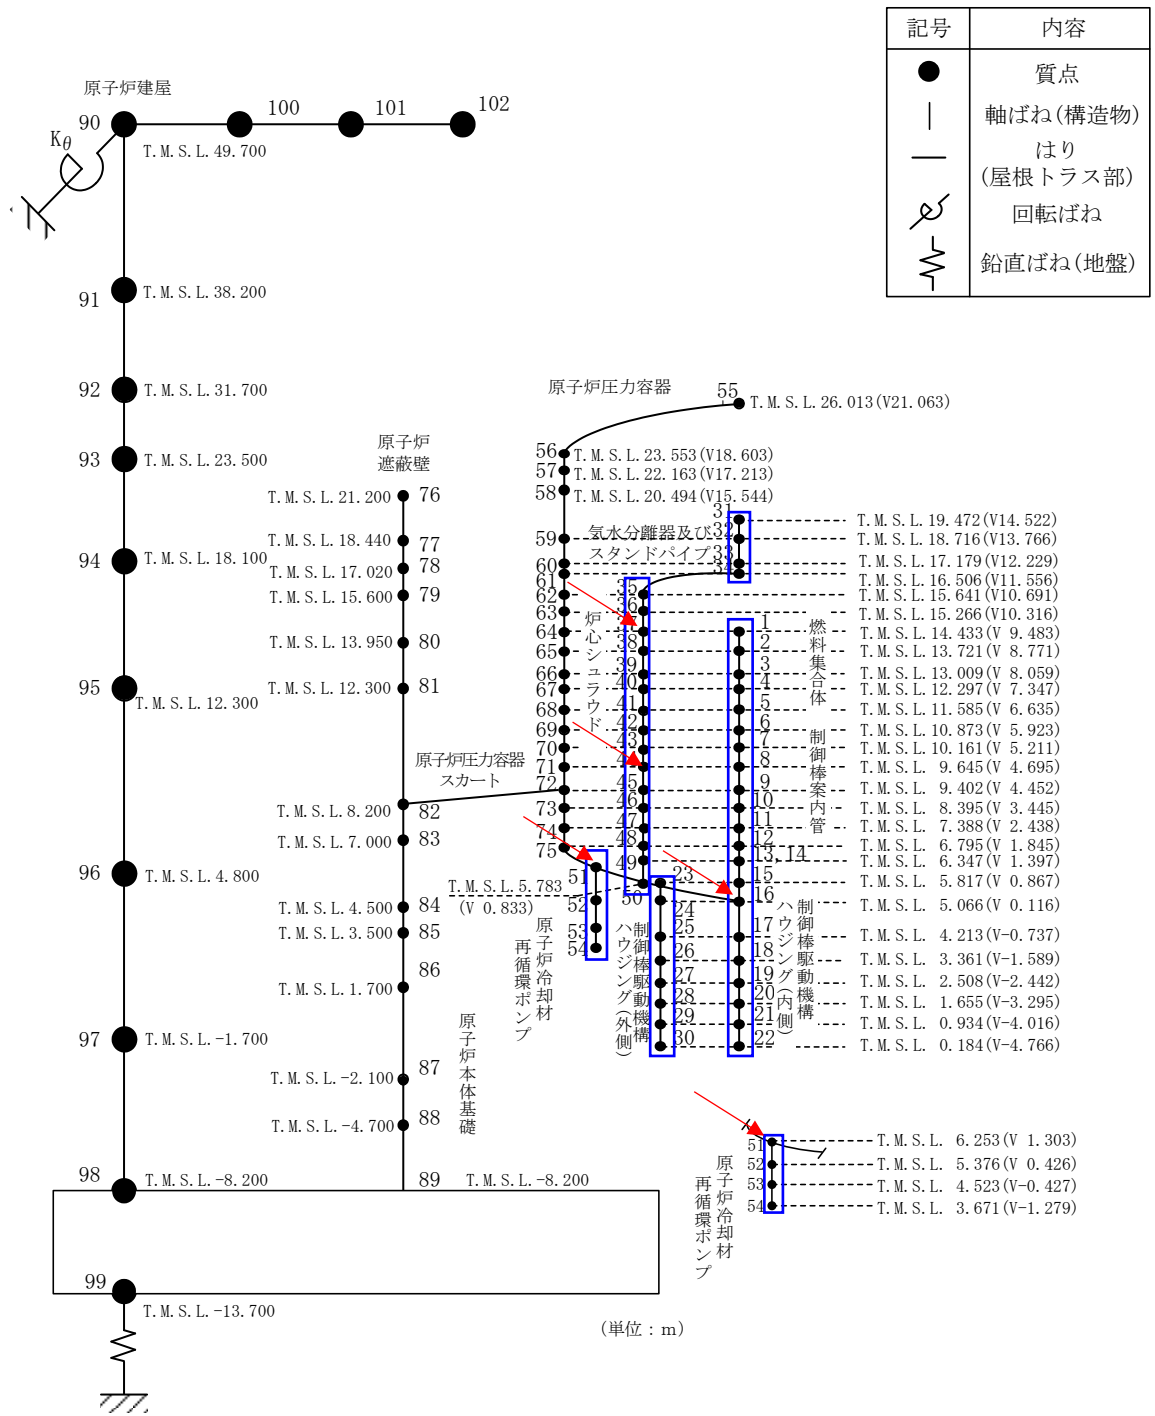 記号 内容
質点
軸ばね(構造物)
はり
(屋根トラス部)
回転ばね
鉛直ばね(地盤)
原子炉建屋
90
100
101
102
Kθ
T.M.S.L.49.700
91
T.M.S.L.38.200
92
T.M.S.L.31.700
93
T.M.S.L.23.500
94
T.M.S.L.18.100
95
T.M.S.L.12.300
96
T.M.S.L.4.800
97
T.M.S.L.-1.700
98
T.M.S.L.-8.200
99
T.M.S.L.-13.700
原子炉
遮蔽壁
T.M.S.L.21.200 76
T.M.S.L.18.440 77
T.M.S.L.17.020 78
T.M.S.L.15.600 79
T.M.S.L.13.950 80
T.M.S.L.12.300 81
T.M.S.L.8.200 82
T.M.S.L.7.000 83
T.M.S.L.4.500 84
T.M.S.L.3.500 85
T.M.S.L.1.700 86
T.M.S.L.-2.100 87
T.M.S.L.-4.700 88
89 T.M.S.L.-8.200
原子炉本体基礎
原子炉圧力容器
スカート
原子炉圧力容器
55
T.M.S.L.26.013(V21.063)
56
T.M.S.L.23.553(V18.603)
57
T.M.S.L.22.163(V17.213)
58
T.M.S.L.20.494(V15.544)
59
60
61
62
63
64
65
66
67
68
69
70
71
72
73
74
75
気水分離器及び
スタンドパイプ
31
32
33
34
炉心シュラウド
35
36
38
39
40
41
42
43
45
46
47
48
49
50
T.M.S.L.5.783
(V 0.833)
燃料集合体
制御棒案内管
1
2
3
4
5
6
7
8
9
10
11
12
13,14
15
16
17
18
19
20
21
22
制御棒駆動機構
ハウジング(内側)
23
24
25
26
27
28
29
30
制御棒駆動機構
ハウジング(外側)
51
52
53
54
原子炉冷却材
再循環ポンプ
T.M.S.L.19.472(V14.522)
T.M.S.L.18.716(V13.766)
T.M.S.L.17.179(V12.229)
T.M.S.L.16.506(V11.556)
T.M.S.L.15.641(V10.691)
T.M.S.L.15.266(V10.316)
T.M.S.L.14.433(V 9.483)
T.M.S.L.13.721(V 8.771)
T.M.S.L.13.009(V 8.059)
T.M.S.L.12.297(V 7.347)
T.M.S.L.11.585(V 6.635)
T.M.S.L.10.873(V 5.923)
T.M.S.L.10.161(V 5.211)
T.M.S.L. 9.645(V 4.695)
T.M.S.L. 9.402(V 4.452)
T.M.S.L. 8.395(V 3.445)
T.M.S.L. 7.388(V 2.438)
T.M.S.L. 6.795(V 1.845)
T.M.S.L. 6.347(V 1.397)
T.M.S.L. 5.817(V 0.867)
T.M.S.L. 5.066(V 0.116)
T.M.S.L. 4.213(V-0.737)
T.M.S.L. 3.361(V-1.589)
T.M.S.L. 2.508(V-2.442)
T.M.S.L. 1.655(V-3.295)
T.M.S.L. 0.934(V-4.016)
T.M.S.L. 0.184(V-4.766)
51
T.M.S.L. 6.253(V 1.303)
52
T.M.S.L. 5.376(V 0.426)
53
T.M.S.L. 4.523(V-0.427)
54
T.M.S.L. 3.671(V-1.279)
原子炉冷却材
再循環ポンプ
(単位：m)